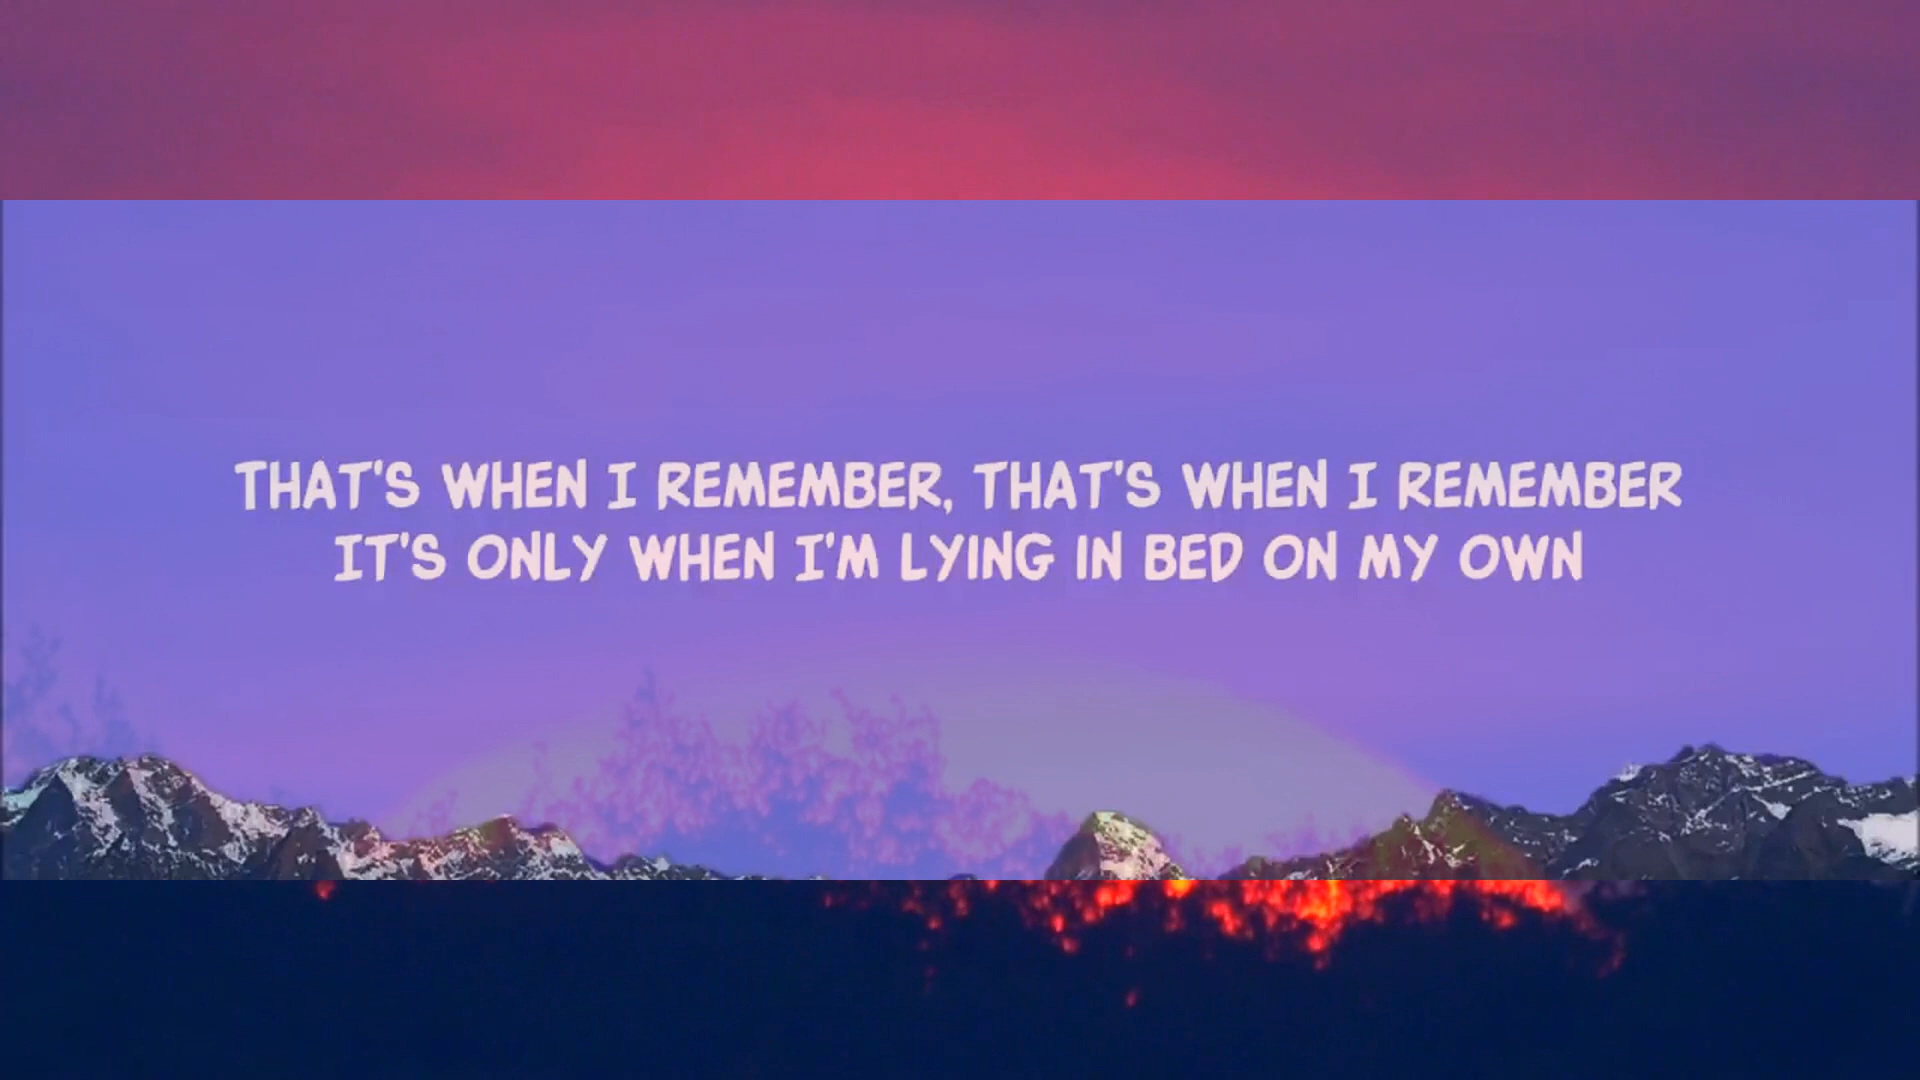 THAT'S WHEN I REMEMBER, THAT'S WHEN I REMEMBER
IT'S ONLY WHEN I'M LYING IN BED ON MY OWN